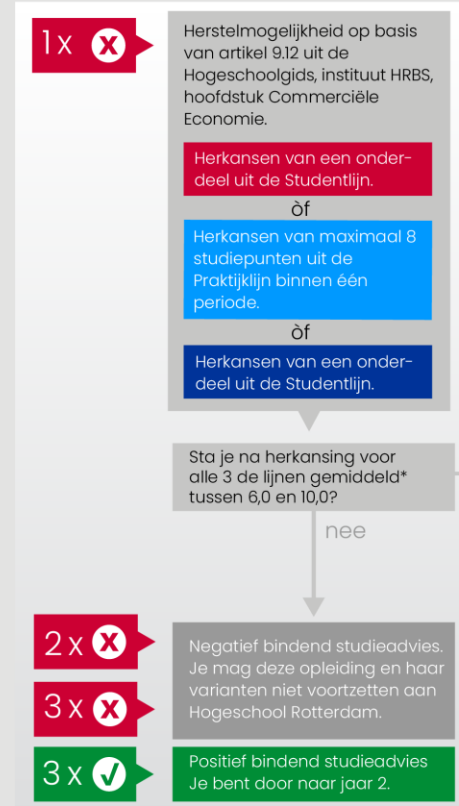 1x X
Herstelmogelijkheid op basis
van artikel 9.12 uit de
Hogeschoolgids, instituut HRBS,
hoofdstuk Commerciële
Economie.
Herkansen van een onder-
deel uit de Studentlijn.
òf
Herkansen van maximaal 8
studiepunten uit de
Praktijklijn binnen één
periode.
òf
Herkansen van een onder-
deel uit de Studentlijn.
Sta je na herkansing voor
alle 3 de lijnen gemiddeld*
tussen 6,0 en 10,0?
nee
2x X
3x X
Negatief bindend studieadvies.
Je mag deze opleiding en haar
varianten niet voortzetten aan
Hogeschool Rotterdam.
3x ✓
Positief bindend studieadvies
Je bent door naar jaar 2.